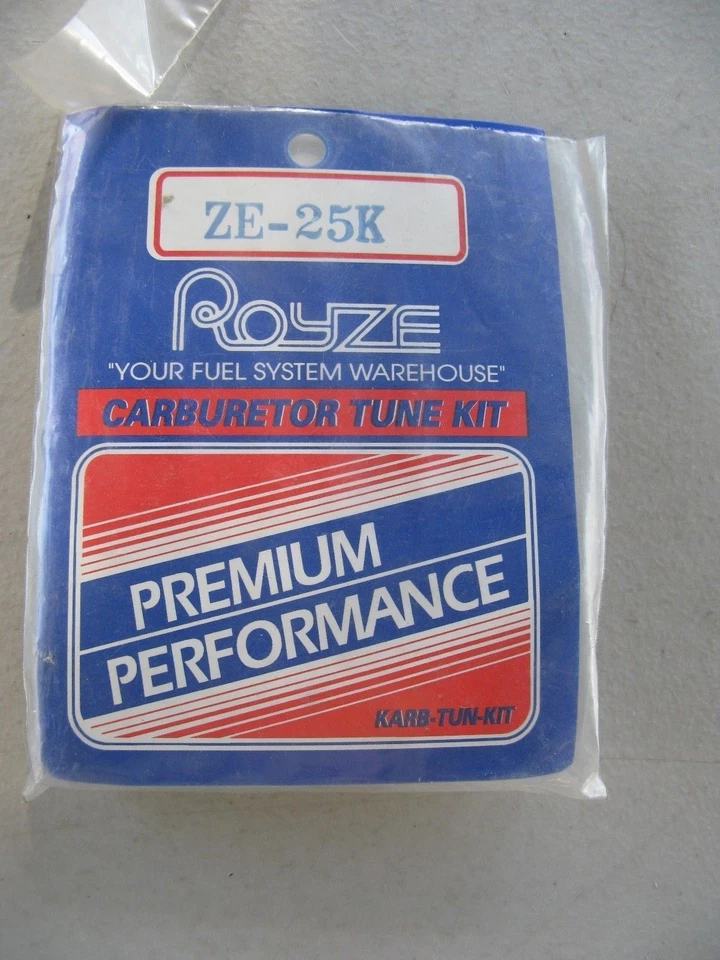 ZE-25K
ROYZE
"YOUR FUEL SYSTEM WAREHOUSE"
CARBURETOR TUNE KIT
PREMIUM
PERFORMANCE
KARB-TUN-KIT